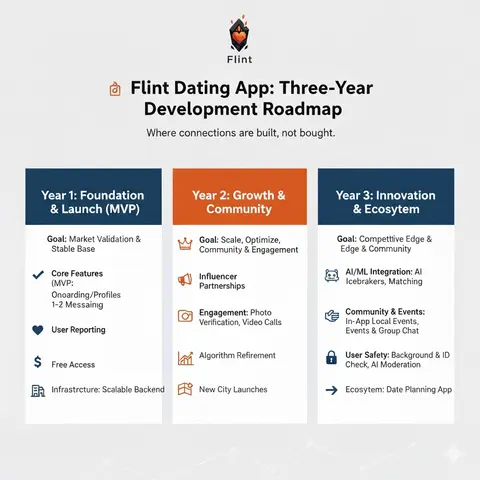 Flint
Flint Dating App: Three-Year
Development Roadmap
Where connections are built, not bought.
Year 1: Foundation
& Launch (MVP)
Goal: Market Validation &
Stable Base
Core Features
(MVP:
Onoarding/Profiles
1-2 Messaing
User Reporting
$
Free Access
Infrastrcture: Scalable Backend
Year 2: Growth &
Community
Goal: Scale, Optimize,
Community & Engagement
Influencer
Partnerships
Engagement: Photo
Verification, Video Calls
Algorithm Refirement
New City Launches
Year 3: Innovation
& Ecosytem
Goal: Compettive Edge &
Edge & Community
AI/ML Integration: AI
Icebrakers, Matching
Community & Events:
In-App Local Events,
Events & Group Chat
User Safety: Background & ID
Check, AI Moderation
Ecosytem: Date Planning App